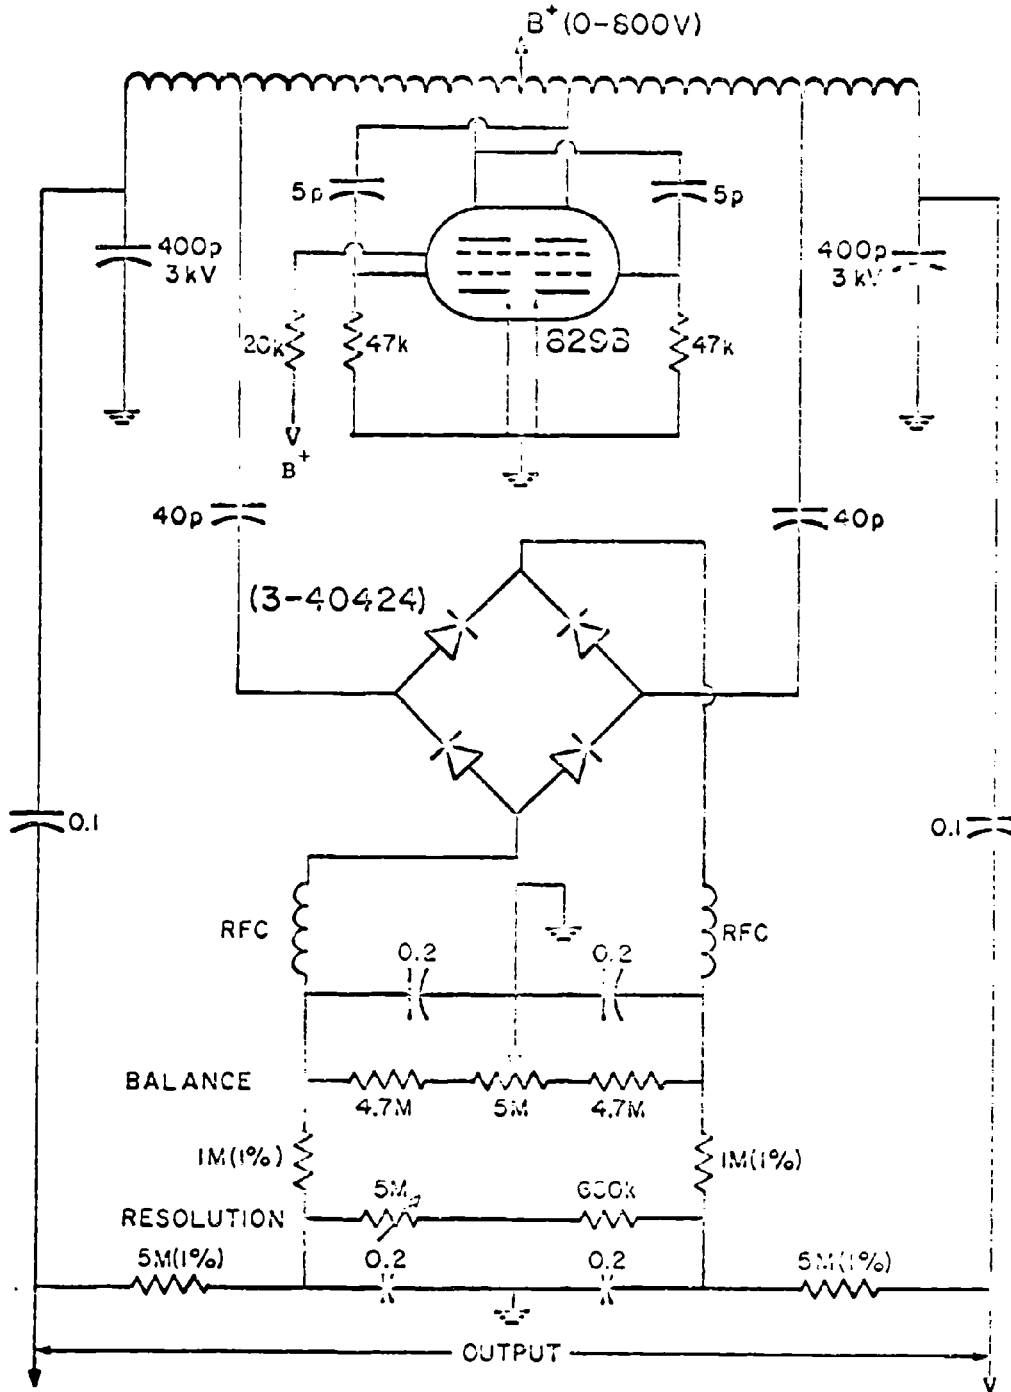 B+ (0-800V)
5p
5p
400p
3kV
400p
3kV
20k
47k
829B
47k
B+
40p
40p
(3-40424)
0.1
0.1
RFC
RFC
0.2
0.2
BALANCE
4.7M
5M
4.7M
1M(1%)
1M(1%)
5M
RESOLUTION
5M(1%)
0.2
0.2
5M(1%)
OUTPUT